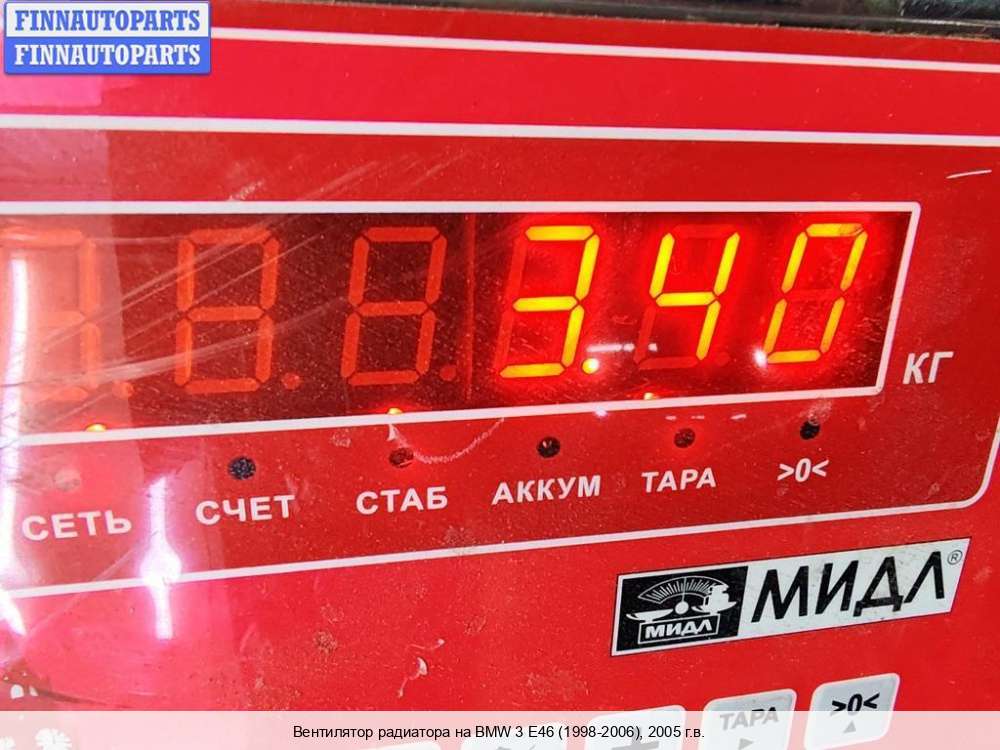 FINNAUTOPARTS
FINNAUTOPARTS
3.40
КГ
СЕТЬ СЧЕТ СТАБ АККУМ ТАРА >0<
МИДЛ МИДЛ®
ТАРА >0<
Вентилятор радиатора на BMW 3 E46 (1998-2006), 2005 г.в.